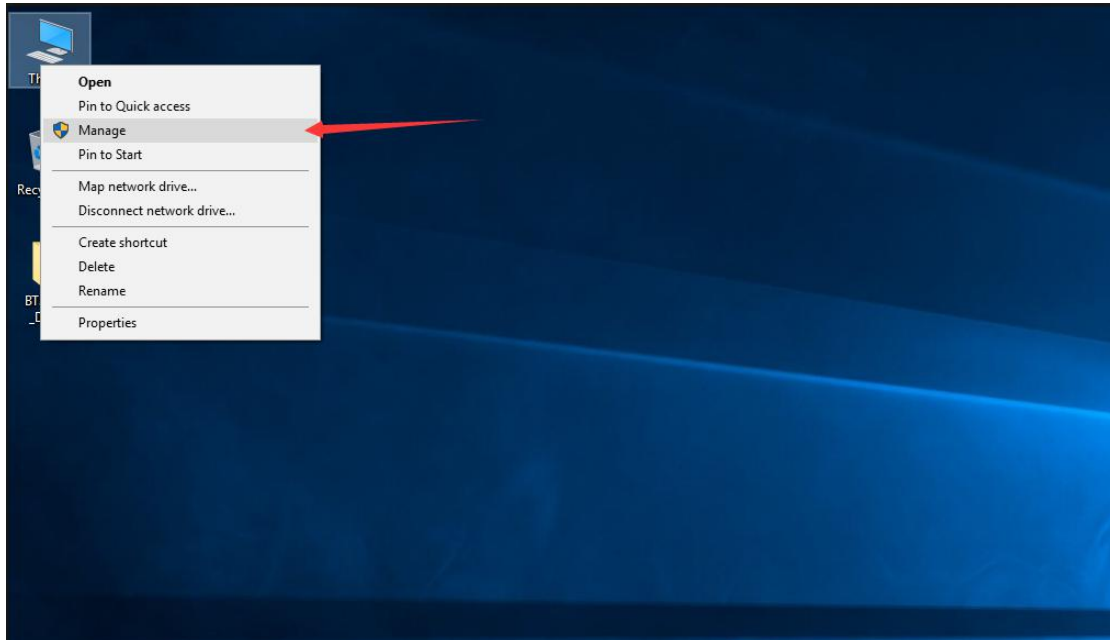 Open
Pin to Quick access
Manage
Pin to Start
Map network drive...
Disconnect network drive...
Create shortcut
Delete
Rename
Properties